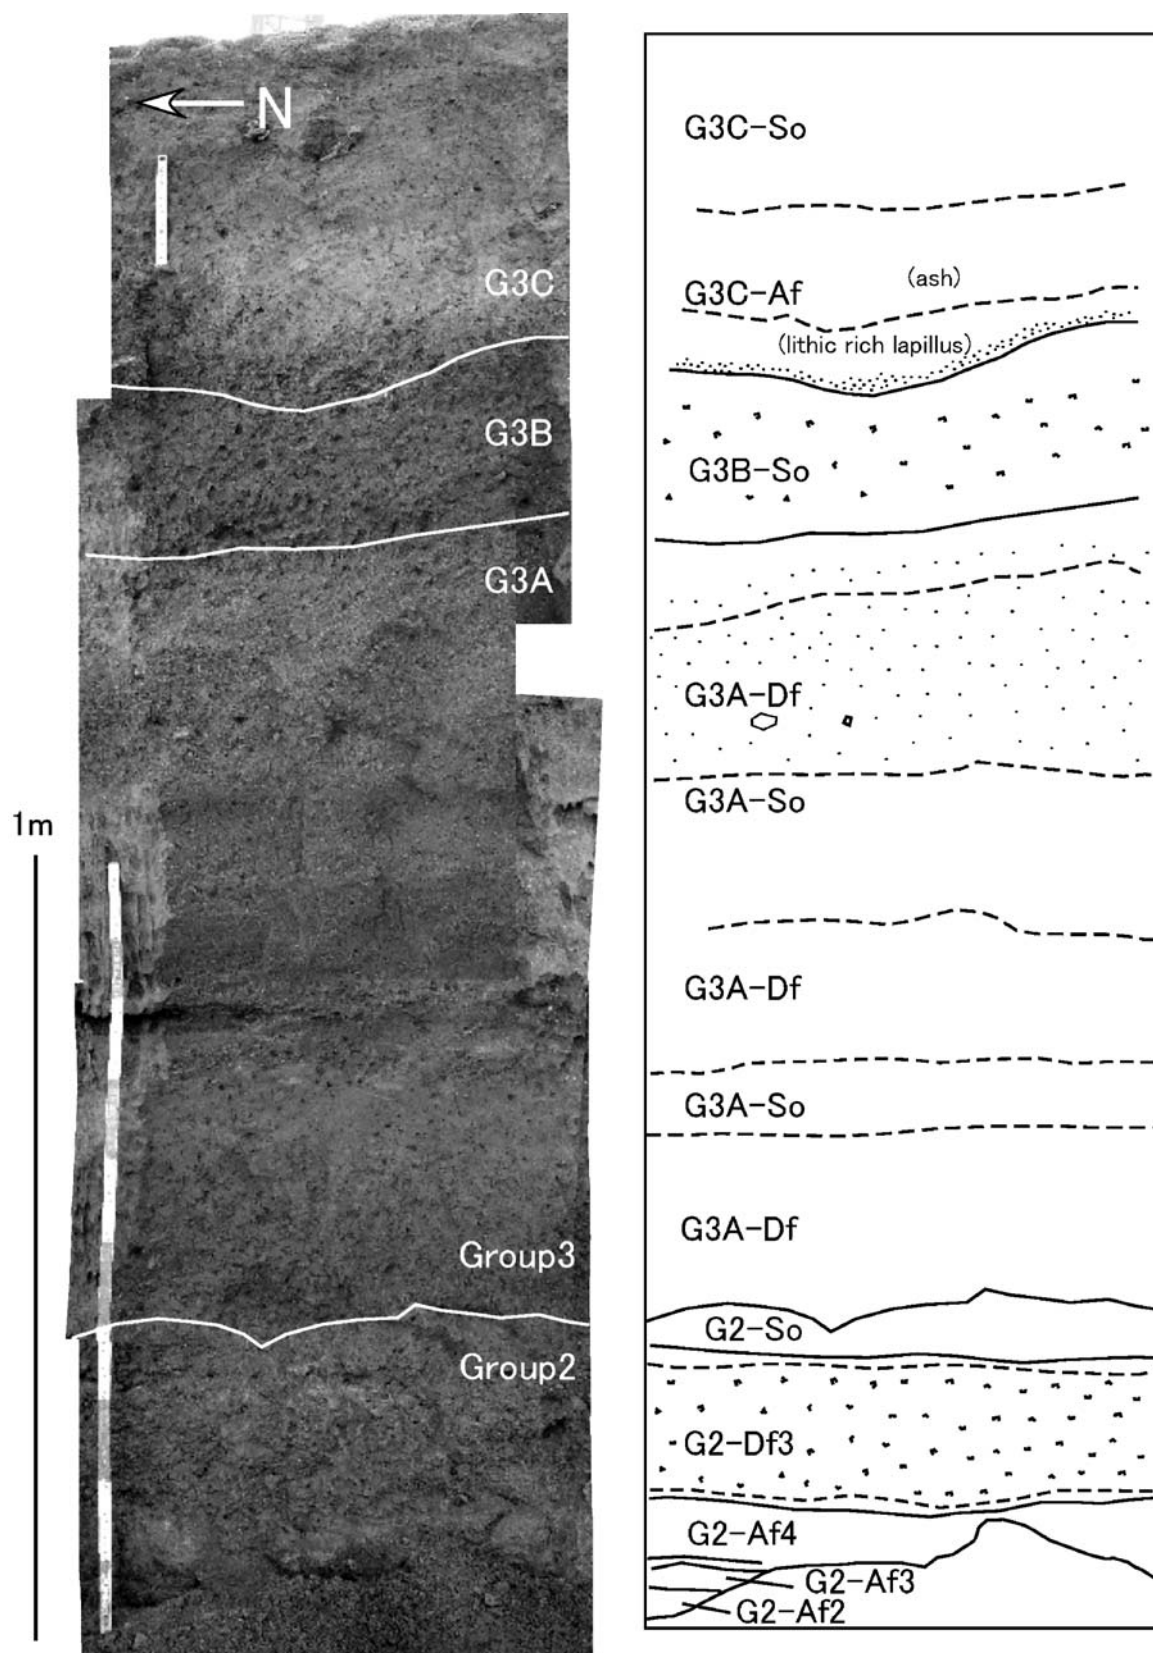 N
G3C
G3B
G3A
1m
Group3
Group2
G3C-So
(ash)
G3C-Af
(lithic rich lapillus)
G3B-So
G3A-Df
G3A-So
G3A-Df
G3A-So
G3A-Df
G2-So
G2-Df3
G2-Af4
G2-Af3
G2-Af2